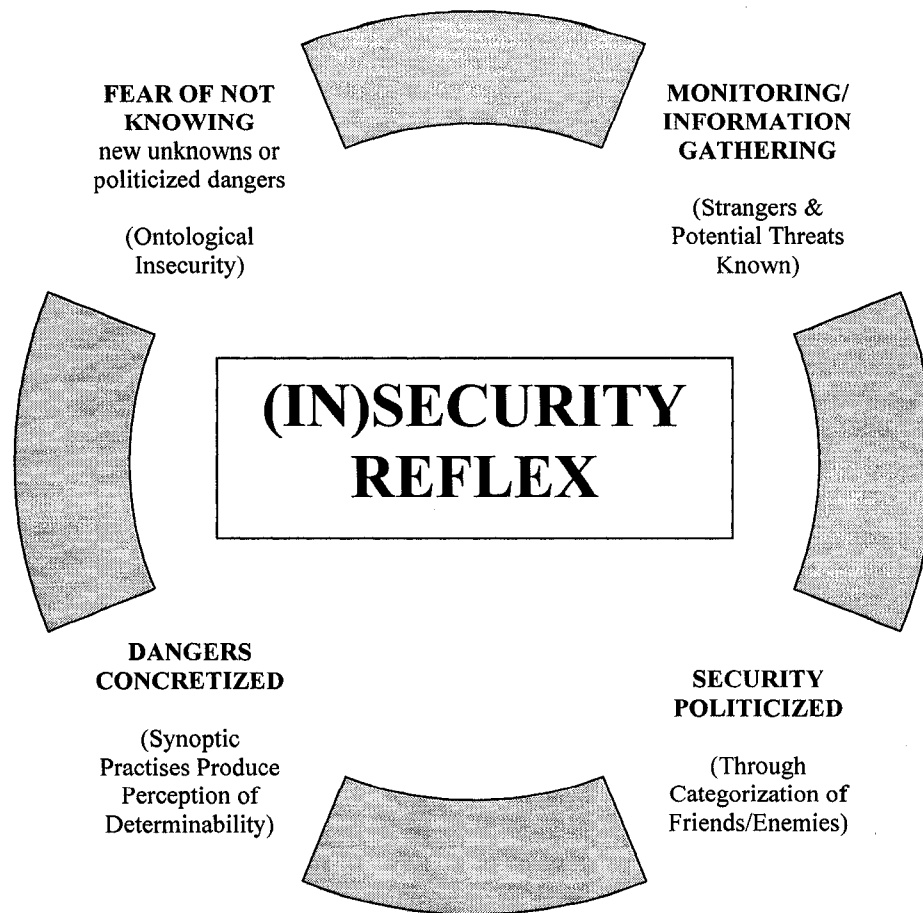 FEAR OF NOT
KNOWING
new unknowns or
politicized dangers
(Ontological
Insecurity)
MONITORING/
INFORMATION
GATHERING
(Strangers &
Potential Threats
Known)
(IN)SECURITY
REFLEX
DANGERS
CONCRETIZED
(Synoptic
Practises Produce
Perception of
Determinability)
SECURITY
POLITICIZED
(Through
Categorization of
Friends/Enemies)